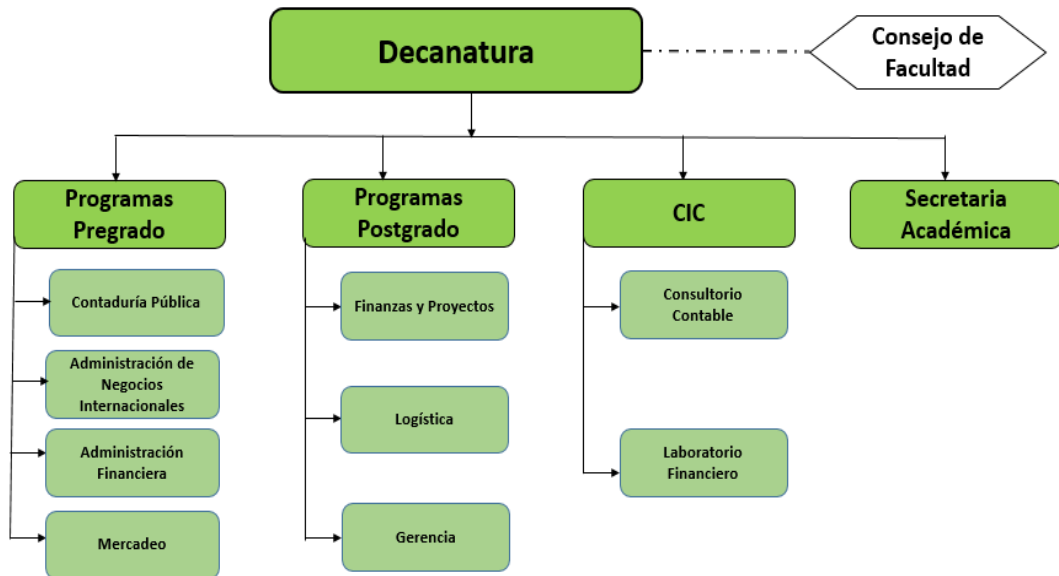 Decanatura
Consejo de
Facultad
Programas
Pregrado
Programas
Postgrado
CIC
Secretaria
Académica
Contaduría Pública
Administración de
Negocios
Internacionales
Administración
Financiera
Mercadeo
Finanzas y Proyectos
Logística
Gerencia
Consultorio
Contable
Laboratorio
Financiero